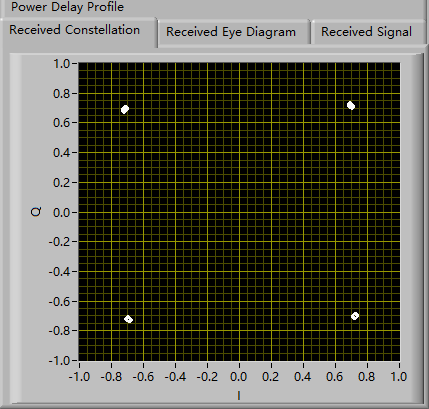 Power Delay Profile
Received Constellation
Received Eye Diagram
Received Signal
1.0
0.8
0.6
0.4
0.2
0.0
-0.2
-0.4
-0.6
-0.8
-1.0
Q
-1.0 -0.8 -0.6 -0.4 -0.2 0.0 0.2 0.4 0.6 0.8 1.0
I